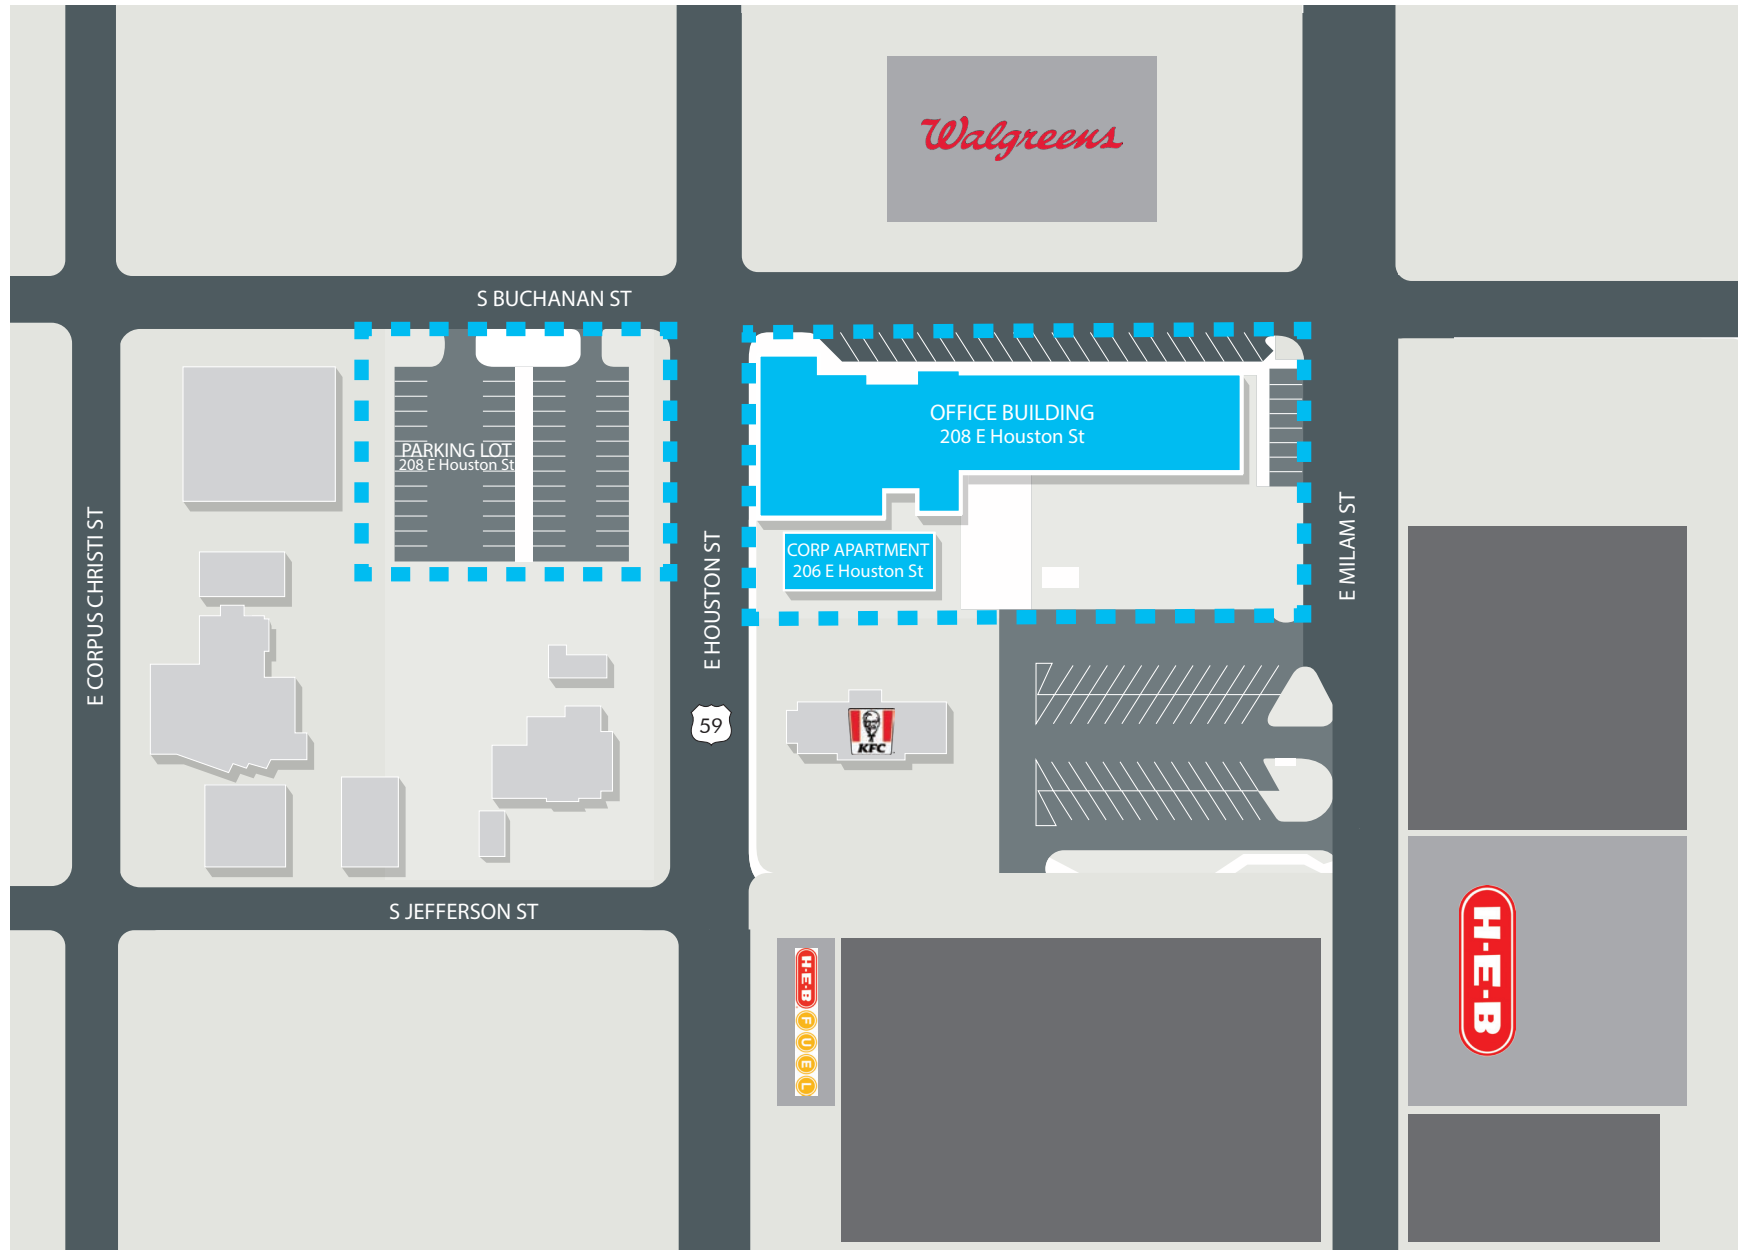 Walgreens
S BUCHANAN ST
OFFICE BUILDING
208 E Houston St
PARKING LOT
208 E Houston St
E CORPUS CHRISTI ST
E HOUSTON ST
E MILAM ST
CORP APARTMENT
206 E Houston St
59
KFC
S JEFFERSON ST
H-E-B
FUEL
H-E-B